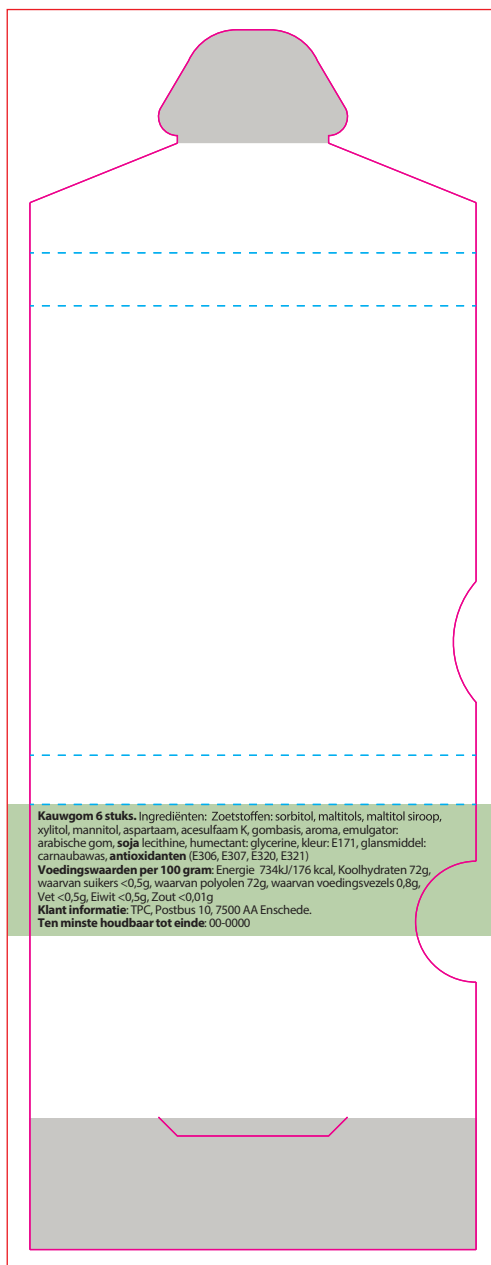 Kauwgom 6 stuks. Ingrediënten: Zoetstoffen: sorbitol, maltitols, maltitol siroop,
xylitol, mannitol, aspartaam, acesulfaam K, gombasis, aroma, emulgator:
arabische gom, soja lecithine, humectant: glycerine, kleur: E171, glansmiddel:
carnaubawas, antioxidanten (E306, E307, E320, E321)
Voedingswaarden per 100 gram: Energie 734kJ/176 kcal, Koolhydraten 72g,
waarvan suikers <0,5g, waarvan polyolen 72g, waarvan voedingsvezels 0,8g,
Vet <0,5g, Eiwit <0,5g, Zout <0,01g
Klant informatie: TPC, Postbus 10, 7500 AA Enschede.
Ten minste houdbaar tot einde: 00-0000